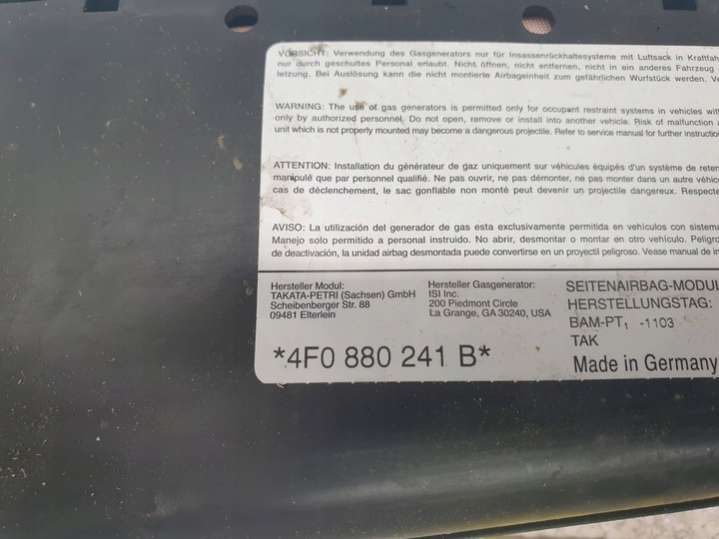 VORSICHT: Verwendung des Gasgenerators nur für Insassenrückhaltesysteme mit Luftsack in Kraftfah
nur durch geschultes Personal erlaubt. Nicht öffnen, nicht entfernen, nicht in ein anderes Fahrzeug
letzung. Bei Auslösung kann die nicht montierte Airbageinheit zum gefährlichen Wurfstück werden. Ve
WARNING: The use of gas generators is permitted only for occupant restraint systems in vehicles with
only by authorized personnel. Do not open, remove or install into another vehicle. Risk of malfunction
unit which is not properly mounted may become a dangerous projectile. Refer to service manual for further instruction
ATTENTION: Installation du générateur de gaz uniquement sur véhicules équipés d'un système de reten
manipulé que par personnel qualifié. Ne pas ouvrir, ne pas démonter, ne pas monter dans un autre véhic
cas de déclenchement, le sac gonflable non monté peut devenir un projectile dangereux. Respecte
AVISO: La utilización del generador de gas esta exclusivamente permitida en vehículos con sistema
Manejo solo permitido a personal instruido. No abrir, desmontar o montar en otro vehículo. Peligro
de deactivación, la unidad airbag desmontada puede convertirse en un proyectil peligroso. Vease manual de in
Hersteller Modul:
TAKATA-PETRI (Sachsen) GmbH
Scheibenberger Str. 88
09481 Elterlein
Hersteller Gasgenerator:
ISI Inc.
200 Piedmont Circle
La Grange, GA 30240, USA
SEITENAIRBAG-MODUL
HERSTELLUNGSTAG:
BAM-PT₁ -1103
TAK
Made in Germany
*4F0 880 241 B*